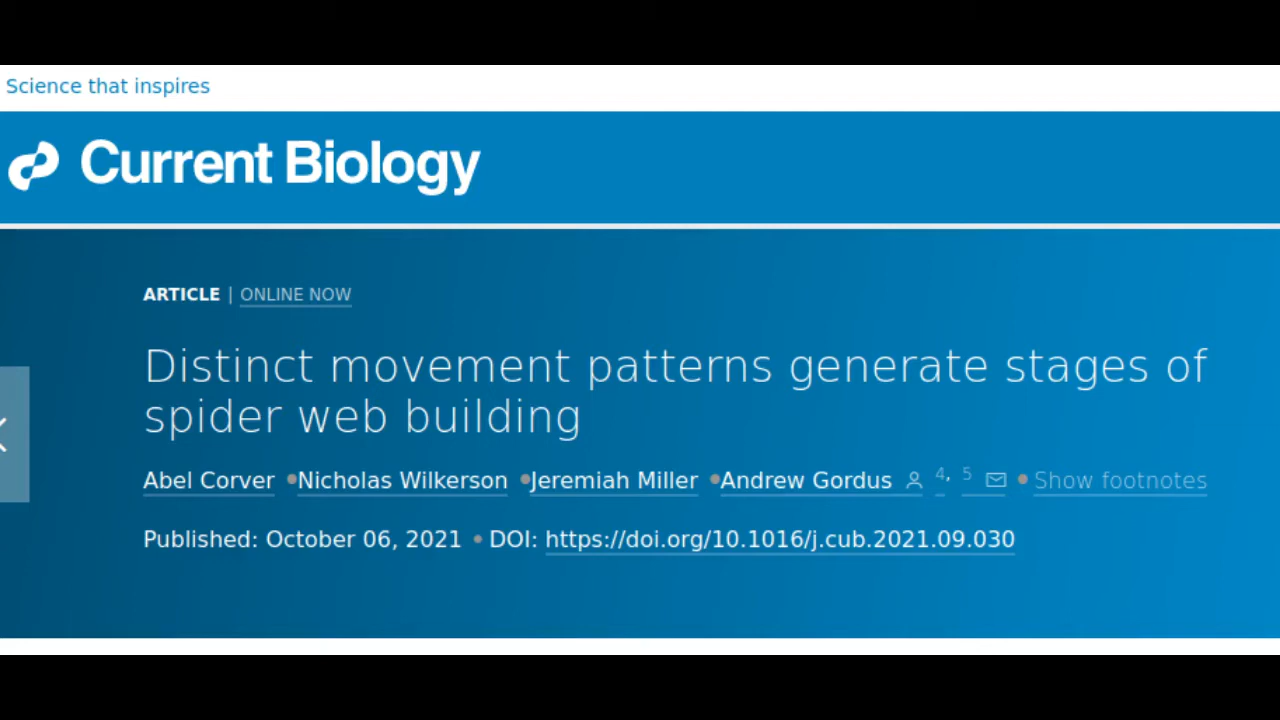 Science that inspires
Current Biology
ARTICLE | ONLINE NOW
Distinct movement patterns generate stages of
spider web building
Abel Corver •Nicholas Wilkerson •Jeremiah Miller •Andrew Gordus 4, 5 • Show footnotes
Published: October 06, 2021 • DOI: https://doi.org/10.1016/j.cub.2021.09.030